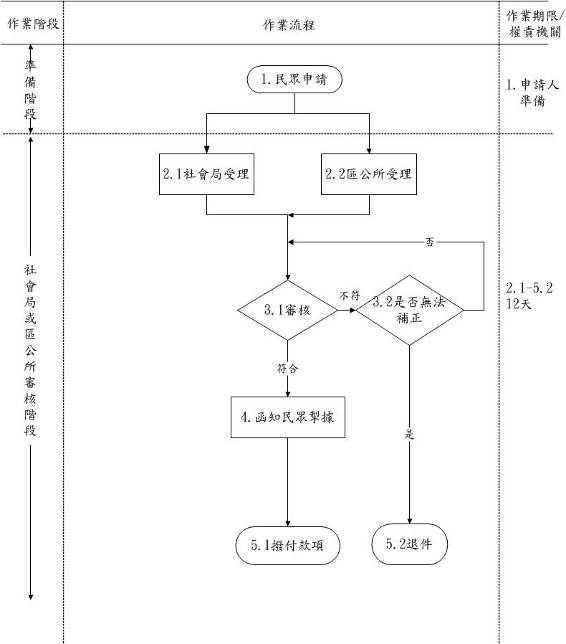 作業階段
作業流程
作業期限/
權責機關
準備階段
1.民眾申請
1.申請人
準備
2.1社會局受理
2.2區公所受理
否
社會局或區公所審核階段
3.1審核
不符
3.2是否無法
補正
2.1-5.2
12天
符合
4.函知民眾掣據
是
5.1撥付款項
5.2退件